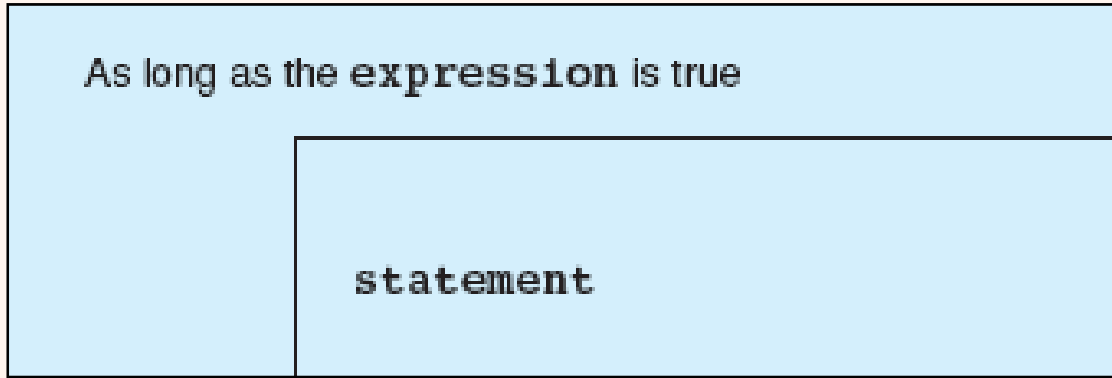 As long as the expression is true
statement